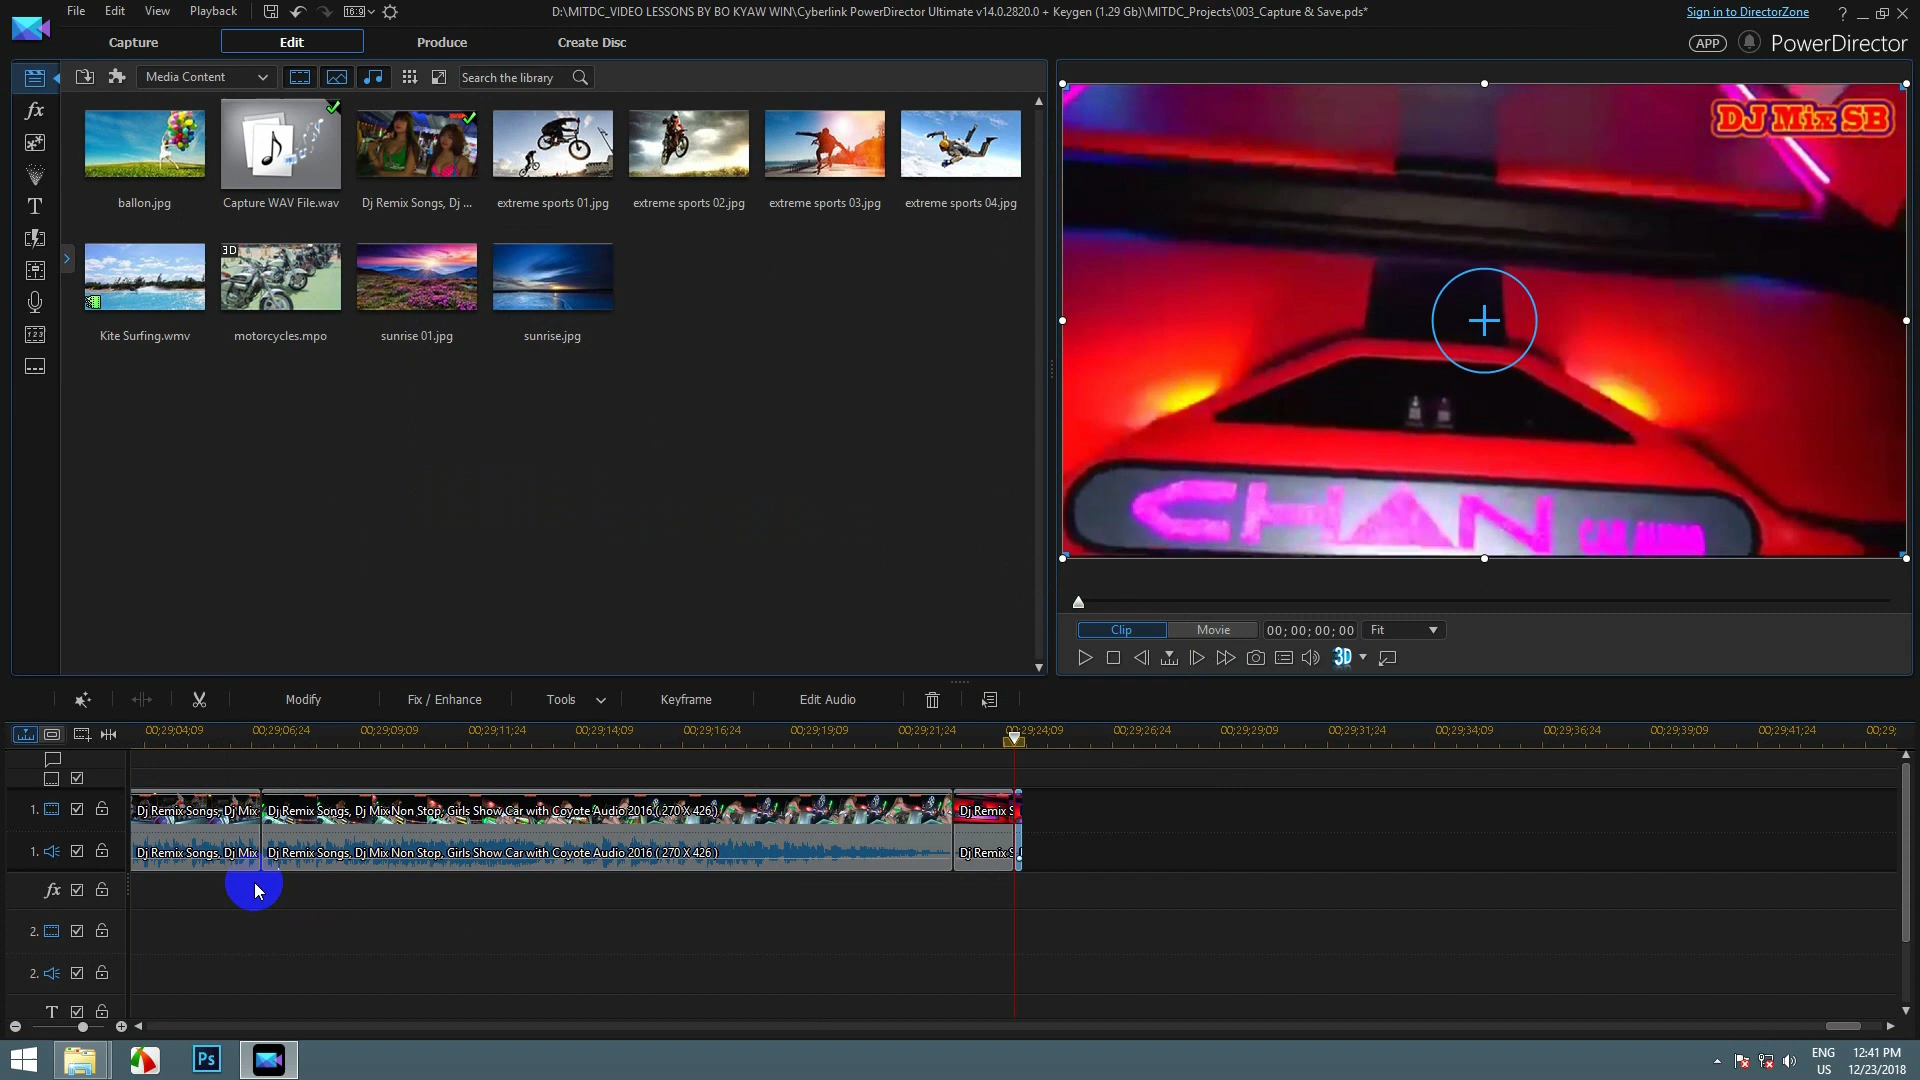 File Edit View Playback 16:9 D:\MITDC_VIDEO LESSONS BY BO KYAW WIN\Cyberlink PowerDirector Ultimate v14.0.2820.0 + Keygen (1.29 Gb)\MITDC_Projects\003_Capture & Save.pds* Sign in to DirectorZone ?
Capture Edit Produce Create Disc APP PowerDirector
Media Content Search the library
fx
T
ballon.jpg Capture WAV File.wav Dj Remix Songs, Dj ... extreme sports 01.jpg extreme sports 02.jpg extreme sports 03.jpg extreme sports 04.jpg
3D
Kite Surfing.wmv motorcycles.mpo sunrise 01.jpg sunrise.jpg
DJ Mix SB
CHAN CAR AUDIO
Clip Movie 00; 00; 00; 00 Fit
3D
Modify Fix / Enhance Tools Keyframe Edit Audio
00;29;04;09 00;29;06;24 00;29;09;09 00;29;11;24 00;29;14;09 00;29;16;24 00;29;19;09 00;29;21;24 00;29;24;09 00;29;26;24 00;29;29;09 00;29;31;24 00;29;34;09 00;29;36;24 00;29;39;09 00;29;41;24 00;29;
1. Dj Remix Songs, Dj Mix Dj Remix Songs, Dj Mix Non Stop, Girls Show Car with Coyote Audio 2016 ( 270 X 426 ) Dj Remix S
1. Dj Remix Songs, Dj Mix Dj Remix Songs, Dj Mix Non Stop, Girls Show Car with Coyote Audio 2016 ( 270 X 426 ) Dj Remix S
fx
2.
2.
T
Ps ENG 12:41 PM
US 12/23/2018